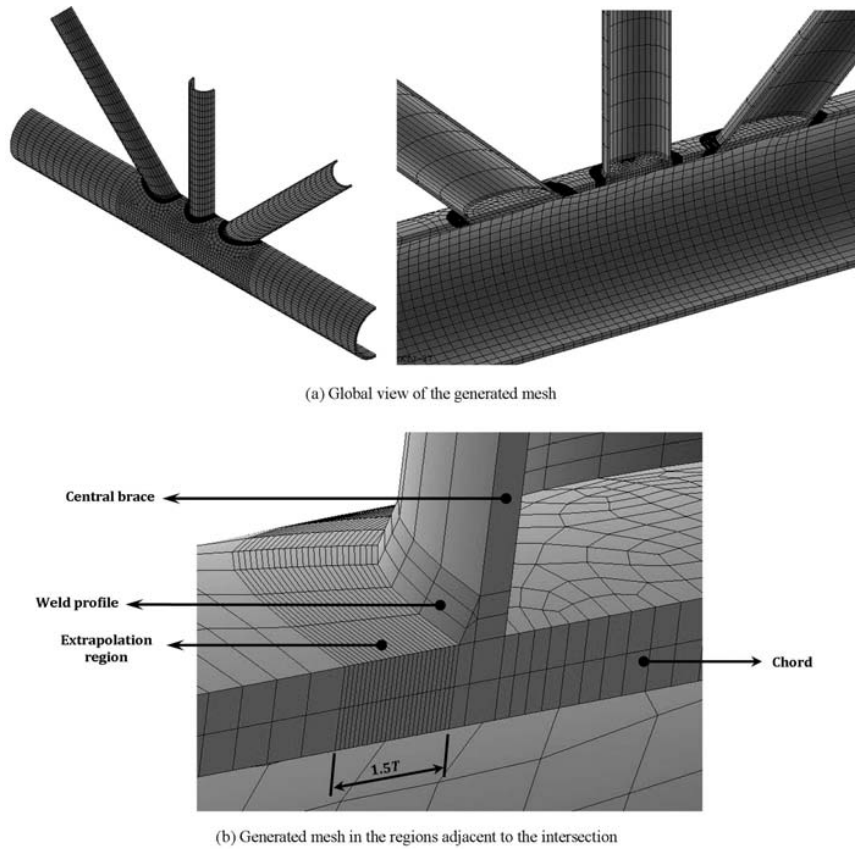 (a) Global view of the generated mesh
Central brace
Weld profile
Extrapolation
region
Chord
1.5T
(b) Generated mesh in the regions adjacent to the intersection